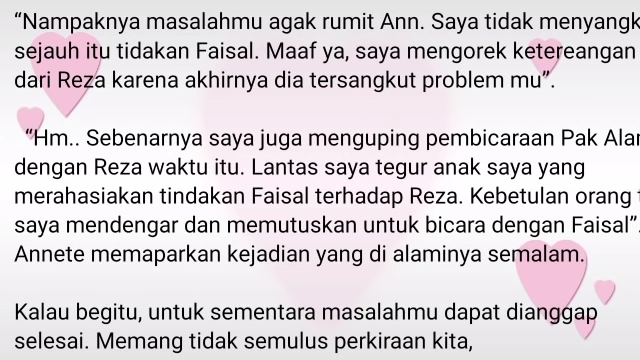 “Nampaknya masalahmu agak rumit Ann. Saya tidak menyangk
sejauh itu tidakan Faisal. Maaf ya, saya mengorek ketereangan
dari Reza karena akhirnya dia tersangkut problem mu”.
“Hm.. Sebenarnya saya juga menguping pembicaraan Pak Alan
dengan Reza waktu itu. Lantas saya tegur anak saya yang
merahasiakan tindakan Faisal terhadap Reza. Kebetulan orang t
saya mendengar dan memutuskan untuk bicara dengan Faisal”.
Annete memaparkan kejadian yang di alaminya semalam.
Kalau begitu, untuk sementara masalahmu dapat dianggap
selesai. Memang tidak semulus perkiraan kita,